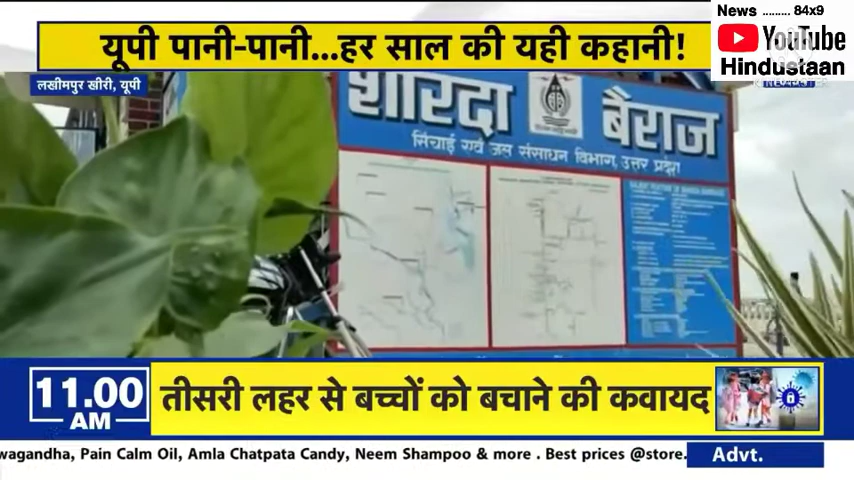 News ......... 84x9
YouTube
Hindustaan
यूपी पानी-पानी...हर साल की यही कहानी!
लखीमपुर खीरी, यूपी
शारदा बैराज
सिंचाई एवं जल संसाधन विभाग, उत्तर प्रदेश
11.00
AM
तीसरी लहर से बच्चों को बचाने की कवायद
wagandha, Pain Calm Oil, Amla Chatpata Candy, Neem Shampoo & more . Best prices @store.
Advt.